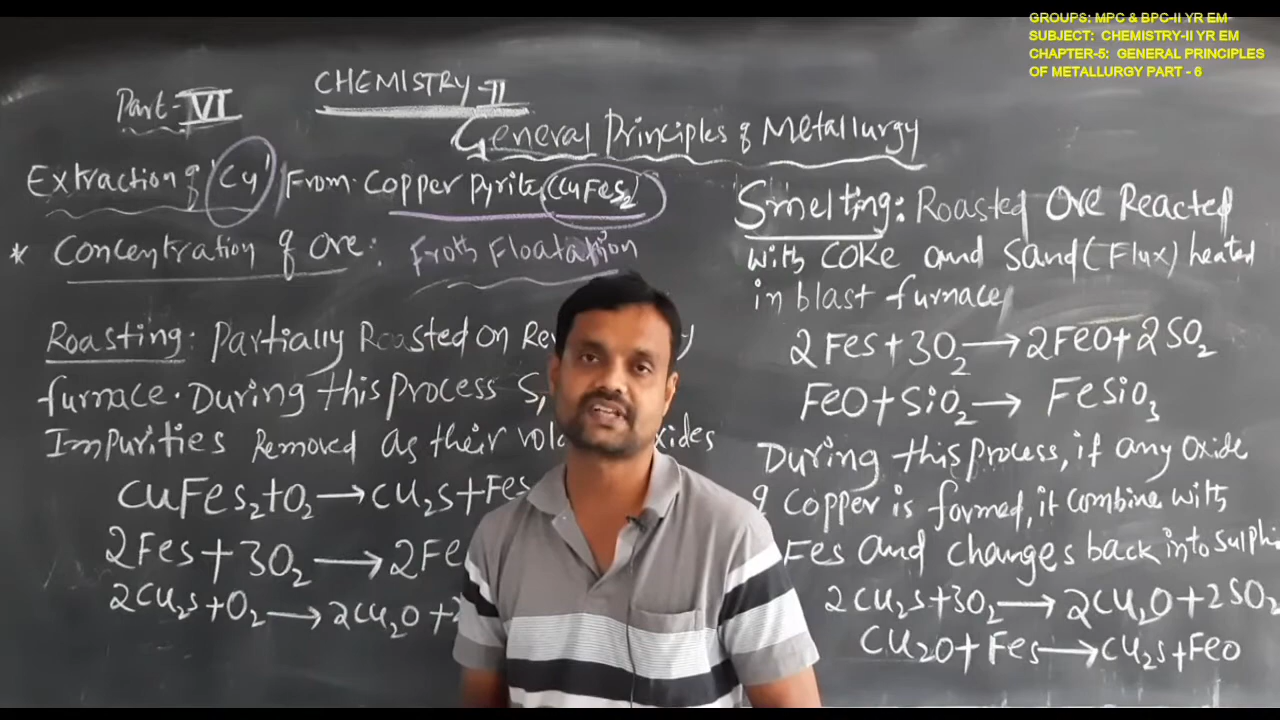 GROUPS: MPC & BPC-II YR EM
SUBJECT: CHEMISTRY-II YR EM
CHAPTER-5: GENERAL PRINCIPLES
OF METALLURGY PART - 6
CHEMISTRY-II
Part-VI
General Principles of Metallurgy
Extraction of 'Cu' From Copper Pyrite (CuFeS₂)
* Concentration of Ore: Froth Floatation
Roasting: Partially Roasted on
furnace. During this process S,
Impurities Removed as their
CuFeS₂+O₂→Cu₂S+FeS
2FeS+3O₂→2Fe
2Cu₂S+O₂→2Cu₂O+
Smelting: Roasted Ore Reacted
with coke and sand (Flux) heated
in blast furnace
2FeS+3O₂→2FeO+2SO₂
FeO+SiO₂→FeSiO₃
During this process, if any oxide
of copper is formed, it combine with
FeS and changes back into
2Cu₂S+3O₂→2Cu₂O+2SO₂
Cu₂O+FeS→Cu₂S+FeO